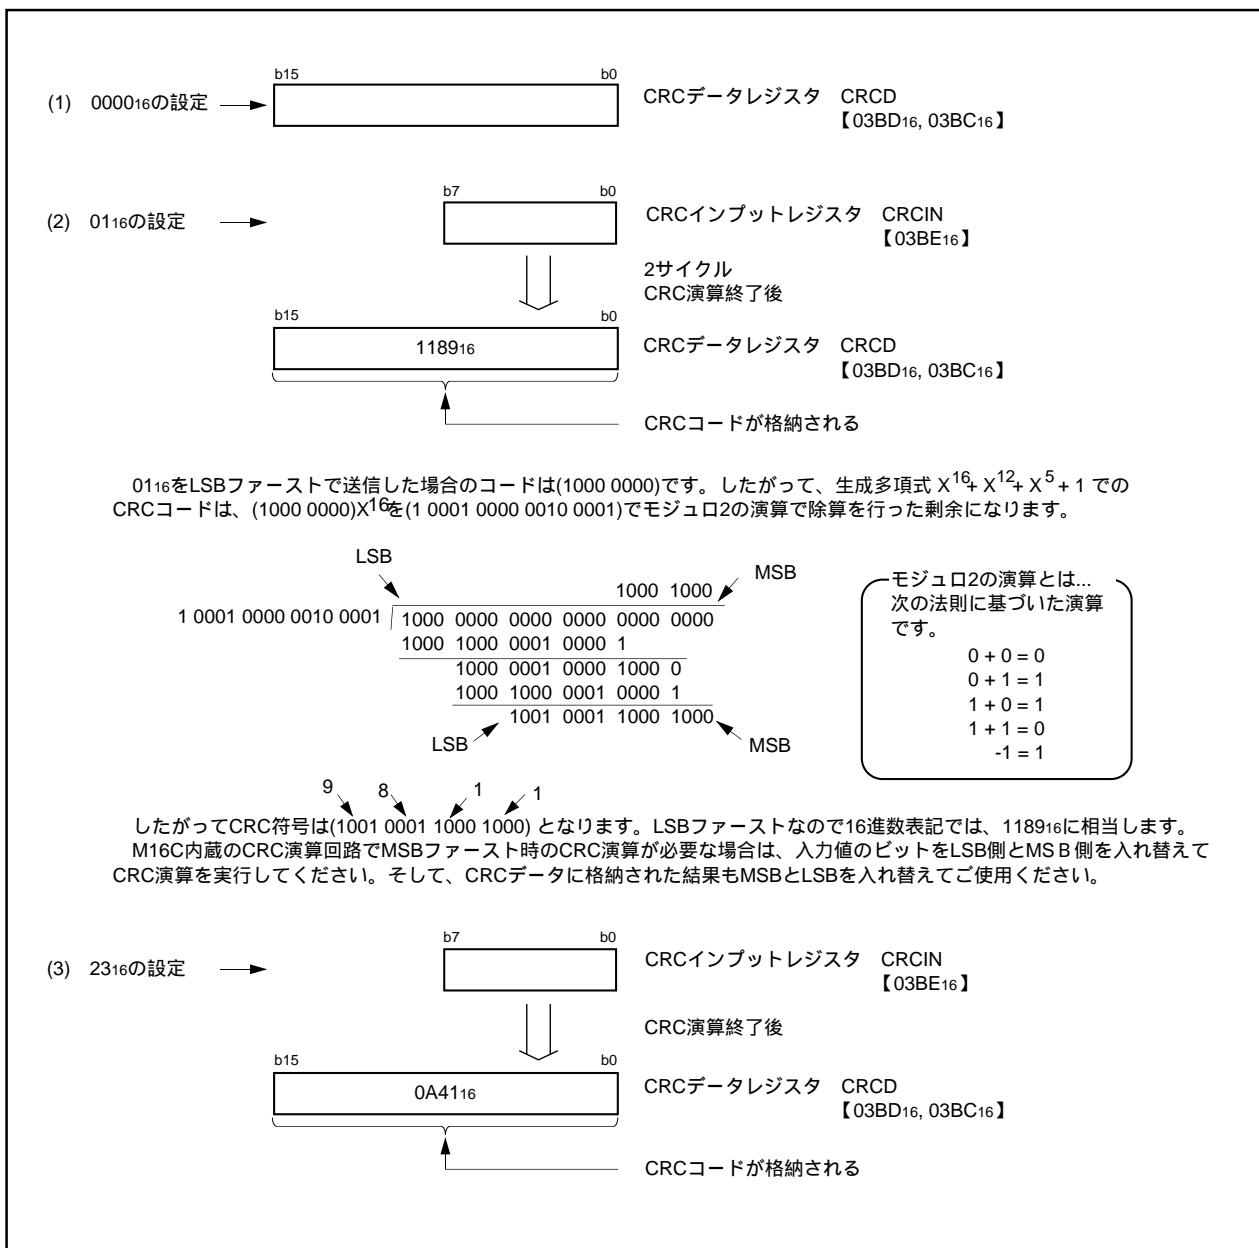 b15 b0
(1) 0000₁₆の設定 CRCデータレジスタ CRCD
【03BD₁₆, 03BC₁₆】
b7 b0
(2) 01₁₆の設定 CRCインプットレジスタ CRCIN
【03BE₁₆】
2サイクル
CRC演算終了後
b15 b0
1189₁₆ CRCデータレジスタ CRCD
【03BD₁₆, 03BC₁₆】
CRCコードが格納される
01₁₆をLSBファーストで送信した場合のコードは(1000 0000)です。したがって、生成多項式 X¹⁶+ X¹²+ X⁵ + 1 での
CRCコードは、(1000 0000)X¹⁶を(1 0001 0000 0010 0001)でモジュロ2の演算で除算を行った剰余になります。
LSB
MSB
1000 1000
1 0001 0000 0010 0001
1000 0000 0000 0000 0000 0000
1000 1000 0001 0000 1
1000 0001 0000 1000 0
1000 1000 0001 0000 1
1001 0001 1000 1000
LSB MSB
モジュロ2の演算とは...
次の法則に基づいた演算
です。
0 + 0 = 0
0 + 1 = 1
1 + 0 = 1
1 + 1 = 0
-1 = 1
9 8 1 1
したがってCRC符号は(1001 0001 1000 1000) となります。LSBファーストなので16進数表記では、1189₁₆に相当します。
M16C内蔵のCRC演算回路でMSBファースト時のCRC演算が必要な場合は、入力値のビットをLSB側とMSB側を入れ替えて
CRC演算を実行してください。そして、CRCデータに格納された結果もMSBとLSBを入れ替えてご使用ください。
b7 b0
(3) 23₁₆の設定 CRCインプットレジスタ CRCIN
【03BE₁₆】
CRC演算終了後
b15 b0
0A41₁₆ CRCデータレジスタ CRCD
【03BD₁₆, 03BC₁₆】
CRCコードが格納される